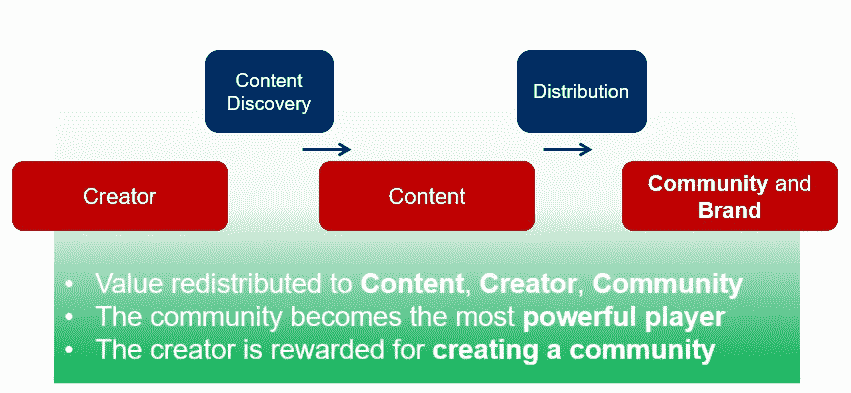 Content
Discovery
Distribution
Creator
Content
Community and
Brand
• Value redistributed to Content, Creator, Community
• The community becomes the most powerful player
• The creator is rewarded for creating a community